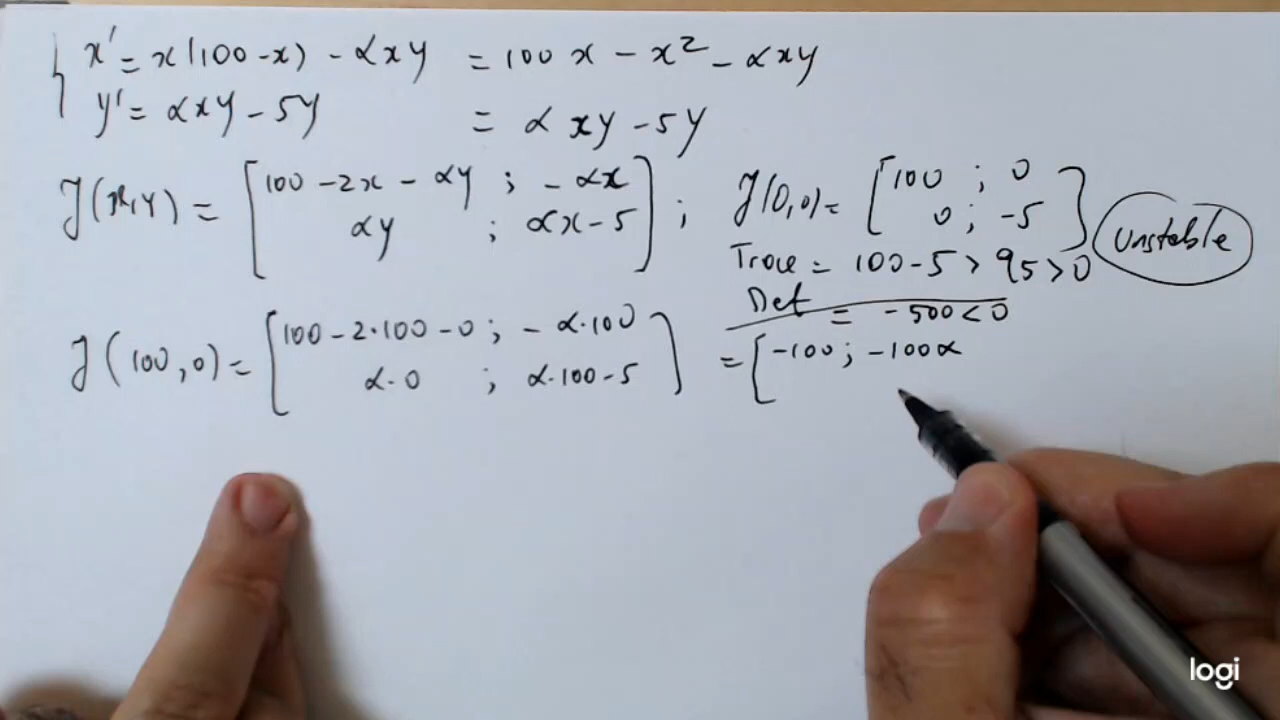 x' = x(100 - x) - αxy = 100x - x² - αxy
y' = αxy - 5y = αxy - 5y
J(x,y) = [100 - 2x - αy ; - αx
αy ; αx - 5] ; J(0,0) = [100 ; 0
0 ; -5]
Trace = 100 - 5 > 95 > 0
unstable
Det = -500 < 0
J(100,0) = [100 - 2·100 - 0 ; - α·100
α·0 ; α·100 - 5] = [-100 ; -100α
logi